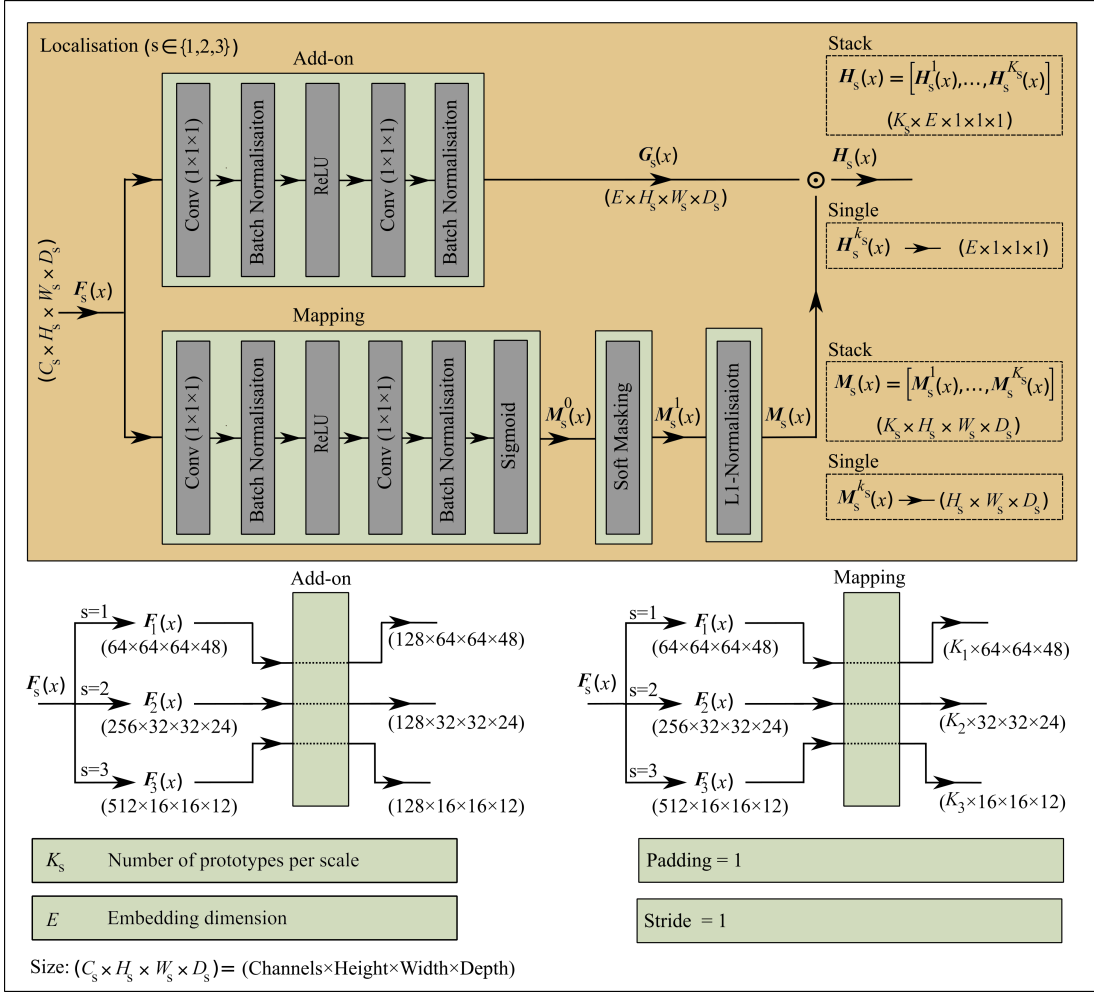 Localisation (s∈{1,2,3})
Add-on
Conv (1×1×1)
Batch Normalisaiton
ReLU
Conv (1×1×1)
Batch Normalisaiton
G_s(x)
(E×H_s×W_s×D_s)
⊙
H_s(x)
Stack
H_s(x) = [H_s^1(x),...,H_s^{K_s}(x)]
(K_s×E×1×1×1)
Single
H_s^{k_s}(x) → (E×1×1×1)
(C_s×H_s×W_s×D_s)
F_s(x)
Mapping
Conv (1×1×1)
Batch Normalisaiton
ReLU
Conv (1×1×1)
Batch Normalisaiton
Sigmoid
M_s^0(x)
Soft Masking
M_s^1(x)
L1-Normalisaiotn
M_s(x)
Stack
M_s(x) = [M_s^1(x),...,M_s^{K_s}(x)]
(K_s×H_s×W_s×D_s)
Single
M_s^{k_s}(x) → (H_s×W_s×D_s)
Add-on
F_s(x)
s=1
F_1(x)
(64×64×64×48)
(128×64×64×48)
s=2
F_2(x)
(256×32×32×24)
(128×32×32×24)
s=3
F_3(x)
(512×16×16×12)
(128×16×16×12)
Mapping
F_s(x)
s=1
F_1(x)
(64×64×64×48)
(K_1×64×64×48)
s=2
F_2(x)
(256×32×32×24)
(K_2×32×32×24)
s=3
F_3(x)
(512×16×16×12)
(K_3×16×16×12)
K_s Number of prototypes per scale
Padding = 1
E Embedding dimension
Stride = 1
Size: (C_s×H_s×W_s×D_s)= (Channels×Height×Width×Depth)